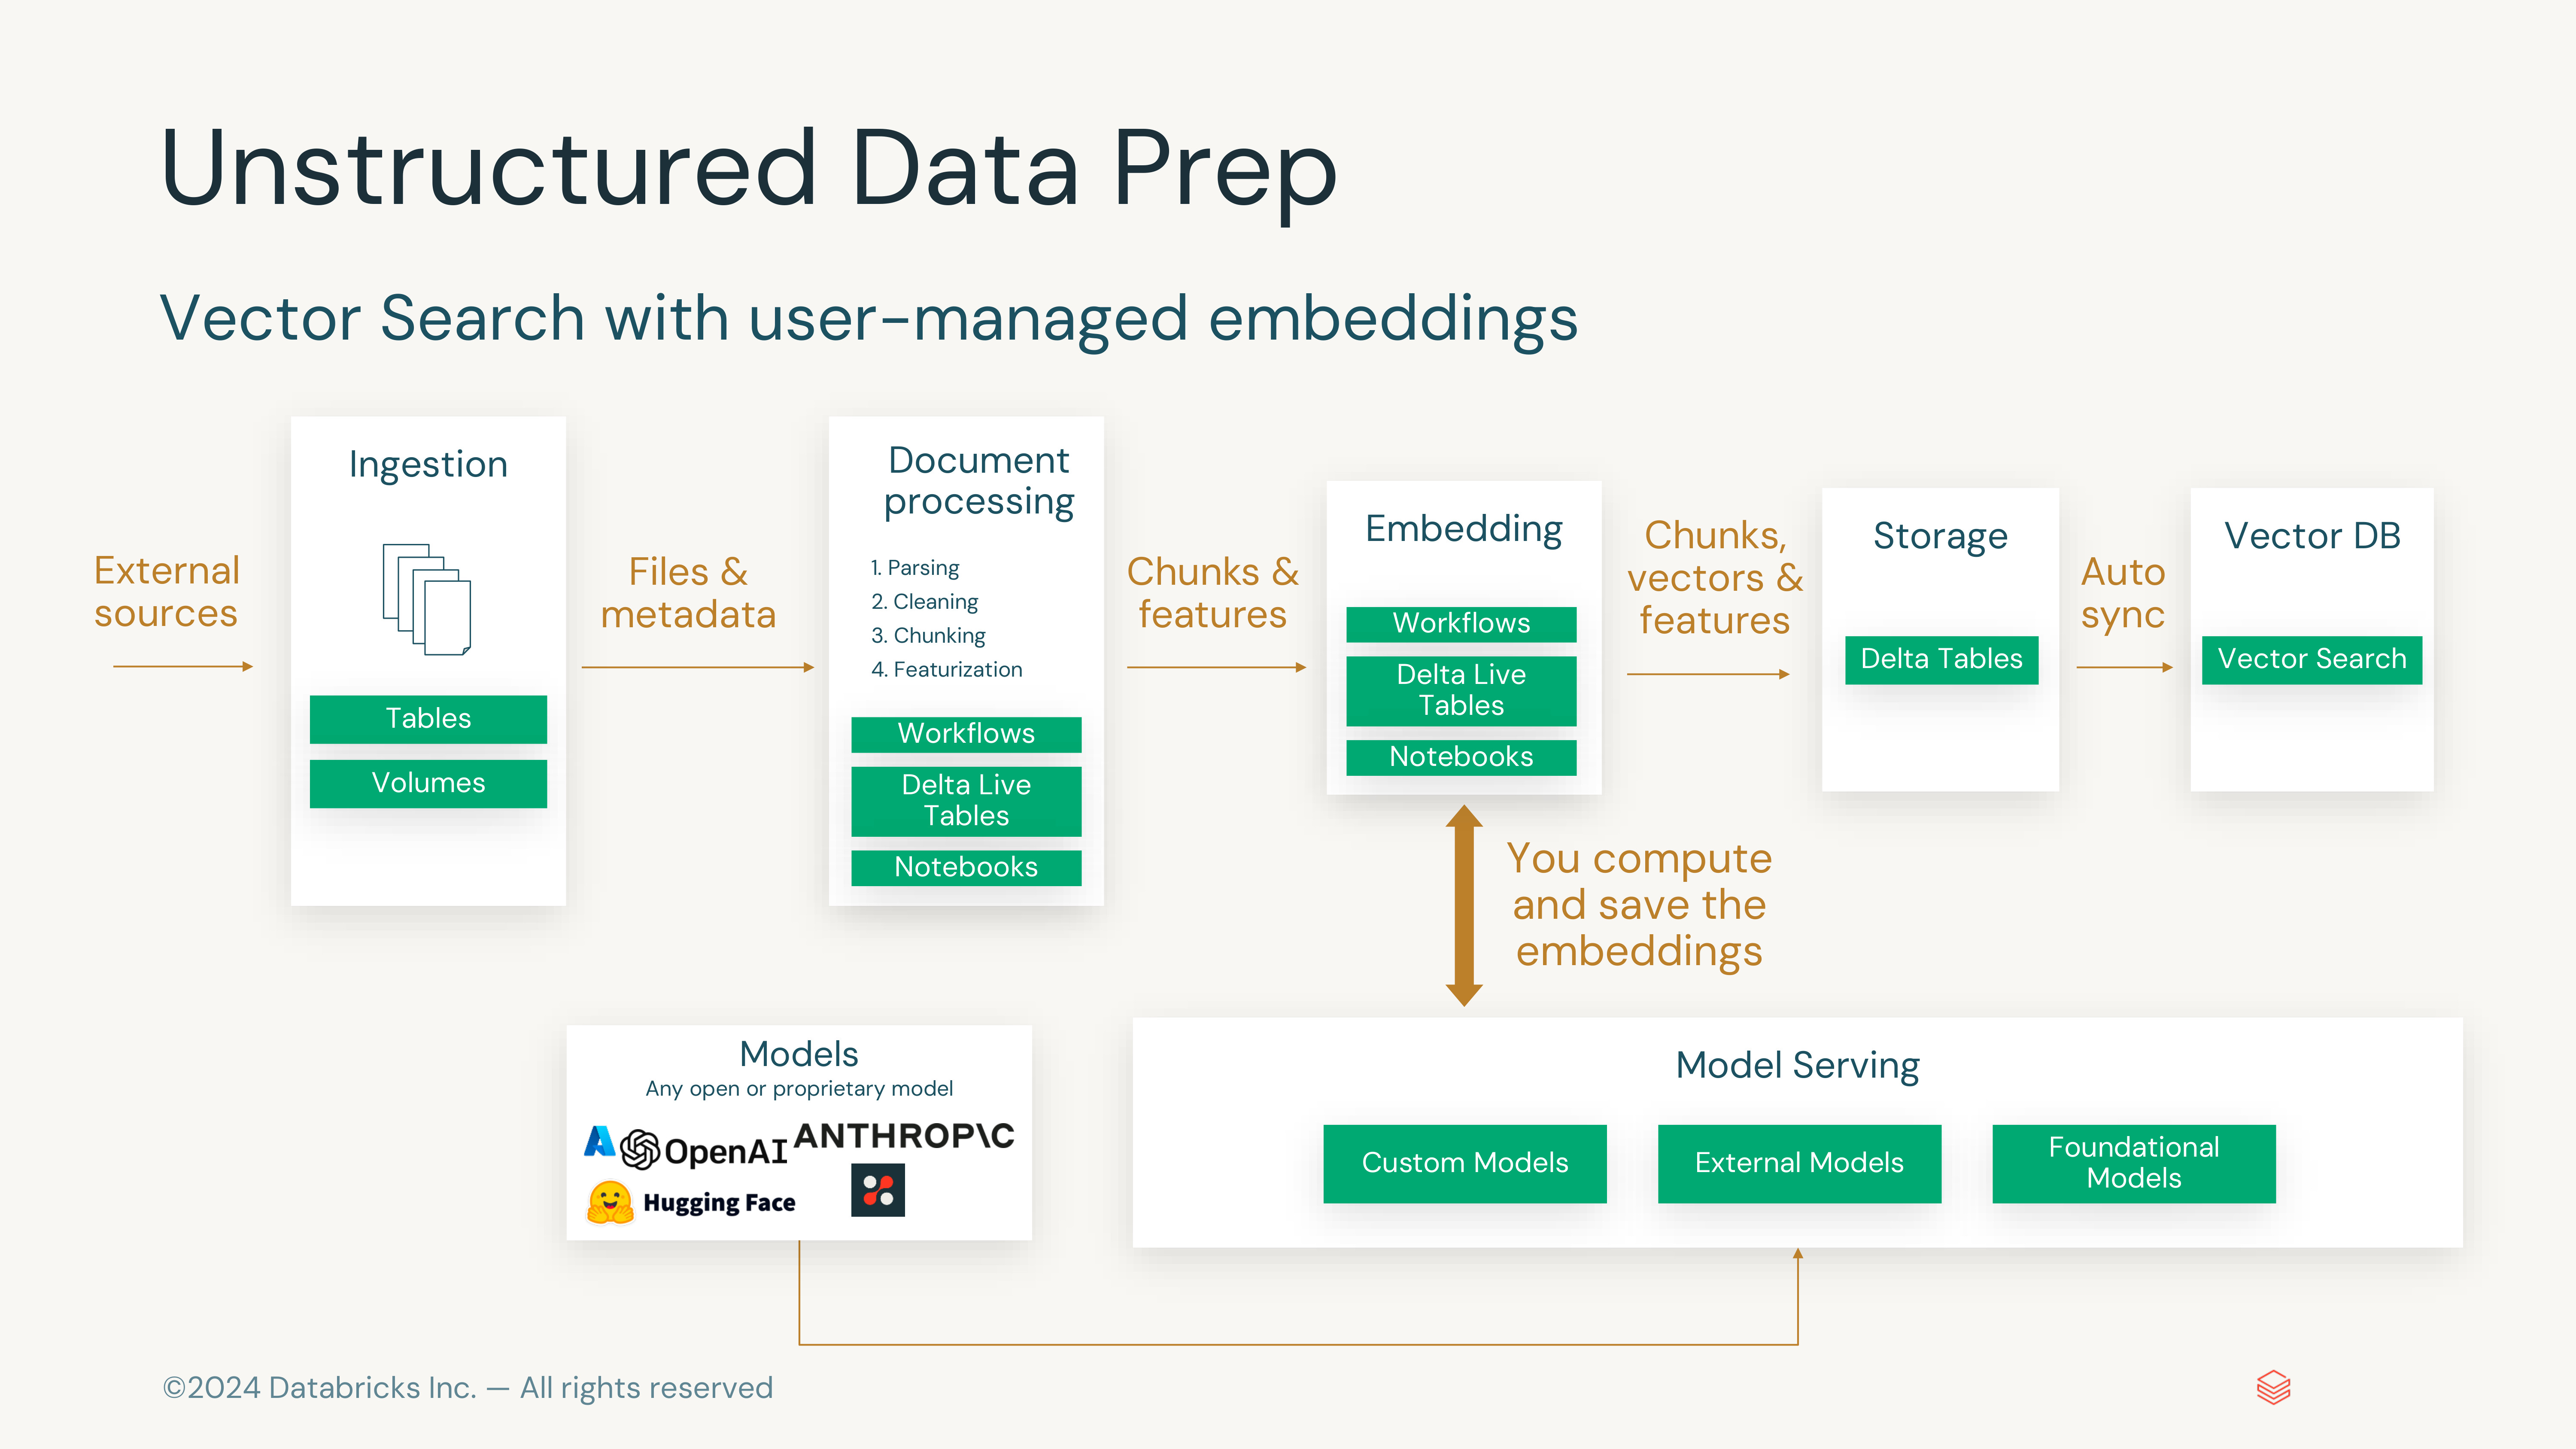 Unstructured Data Prep
Vector Search with user-managed embeddings
External
sources
Ingestion
Tables
Volumes
Files &
metadata
Document
processing
1. Parsing
2. Cleaning
3. Chunking
4. Featurization
Workflows
Delta Live
Tables
Notebooks
Chunks &
features
Embedding
Workflows
Delta Live
Tables
Notebooks
Chunks,
vectors &
features
Storage
Delta Tables
Auto
sync
Vector DB
Vector Search
You compute
and save the
embeddings
Models
Any open or proprietary model
OpenAI
ANTHROP\C
Hugging Face
Model Serving
Custom Models
External Models
Foundational
Models
©2024 Databricks Inc. — All rights reserved